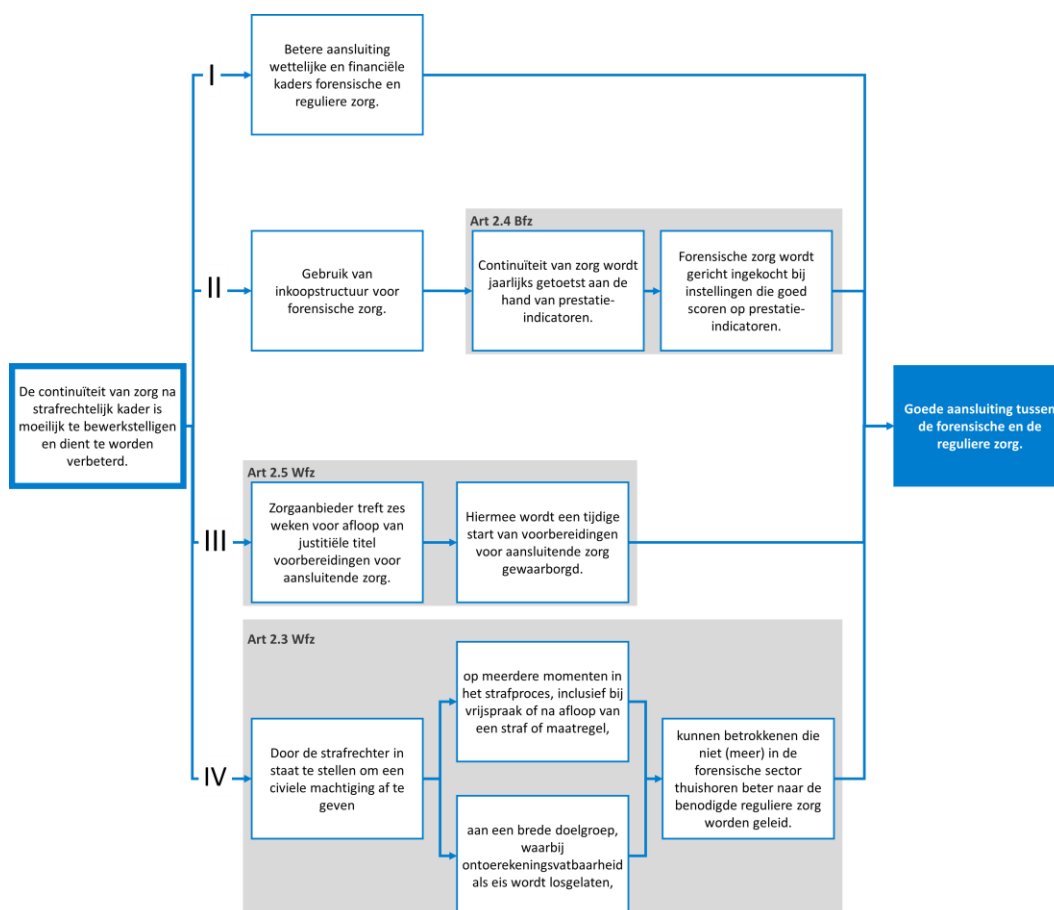 I
Betere aansluiting
wettelijke en financiële
kaders forensische en
reguliere zorg.
II
Gebruik van
inkoopstructuur voor
forensische zorg.
Art 2.4 Bfz
Continuïteit van zorg wordt
jaarlijks getoetst aan de
hand van prestatie-
indicatoren.
Forensische zorg wordt
gericht ingekocht bij
instellingen die goed
scoren op prestatie-
indicatoren.
De continuïteit van zorg na
strafrechtelijk kader is
moeilijk te bewerkstelligen
en dient te worden
verbeterd.
Goede aansluiting tussen
de forensische en de
reguliere zorg.
III
Art 2.5 Wfz
Zorgaanbieder treft zes
weken voor afloop van
justitiële titel
voorbereidingen voor
aansluitende zorg.
Hiermee wordt een tijdige
start van voorbereidingen
voor aansluitende zorg
gewaarborgd.
IV
Art 2.3 Wfz
Door de strafrechter in
staat te stellen om een
civiele machtiging af te
geven
op meerdere momenten in
het strafproces, inclusief bij
vrijspraak of na afloop van
een straf of maatregel,
aan een brede doelgroep,
waarbij
ontoerekeningsvatbaarheid
als eis wordt losgelaten,
kunnen betrokkenen die
niet (meer) in de
forensische sector
thuishoren beter naar de
benodigde reguliere zorg
worden geleid.